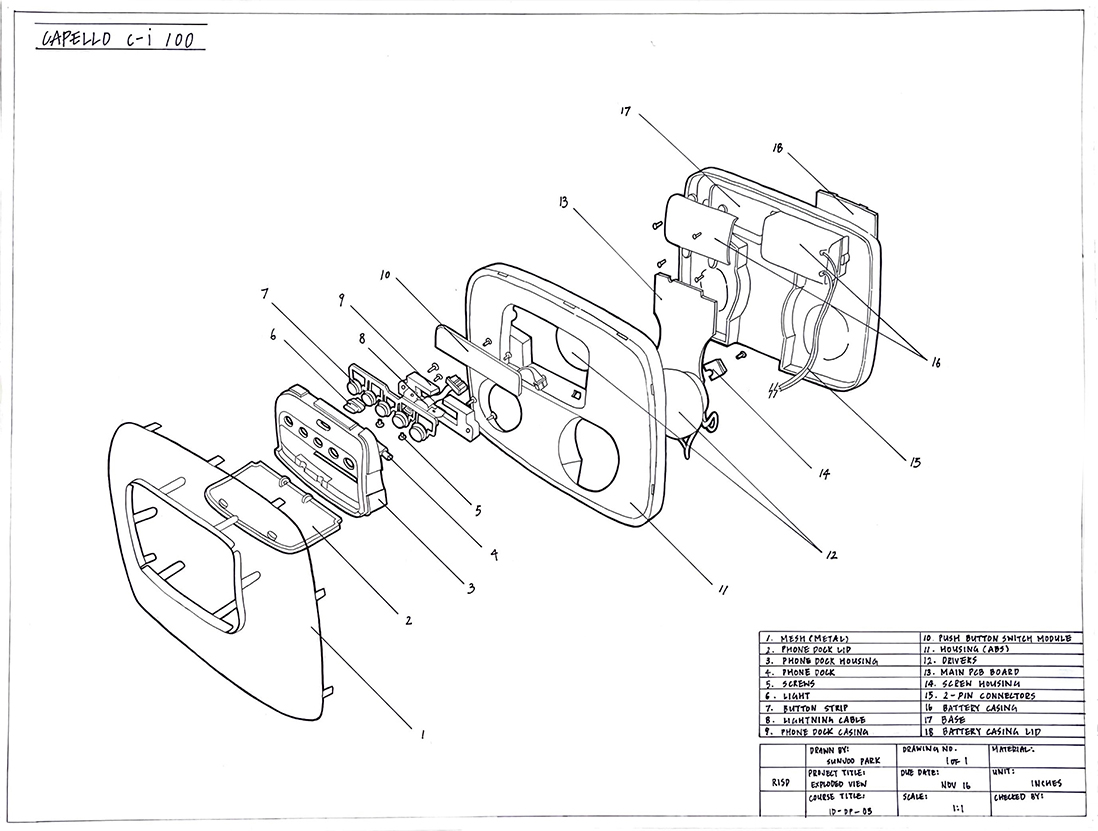 CAPELLO C-i 100
17
18
13
10
7
9
6
8
16
15
14
5
4
12
3
11
2
1
1. MESH (METAL)
2. PHONE DOCK LID
3. PHONE DOCK HOUSING
4. PHONE DOCK
5. SCREWS
6. LIGHT
7. BUTTON STRIP
8. LIGHTNING CABLE
9. PHONE DOCK CASING
10. PUSH BUTTON SWITCH MODULE
11. HOUSING (ABS)
12. DRIVERS
13. MAIN PCB BOARD
14. SCREW HOUSING
15. 2-PIN CONNECTORS
16 BATTERY CASING
17 BASE
18 BATTERY CASING LID
RISD
DRAWN BY:
SUNJOO PARK
DRAWING NO.
1 OF 1
MATERIAL:
PROJECT TITLE:
EXPLODED VIEW
DUE DATE:
NOV 16
UNIT:
INCHES
COURSE TITLE:
ID-DP-03
SCALE:
1:1
CHECKED BY: